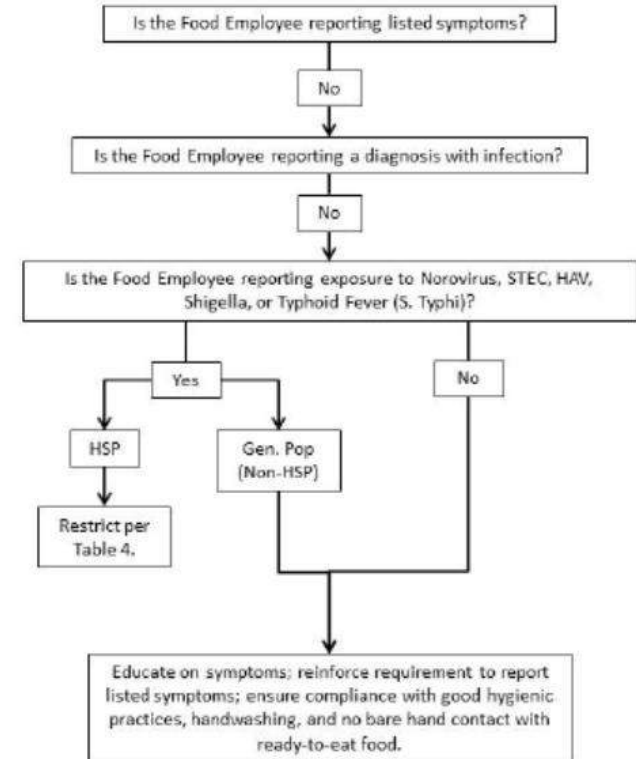 Is the Food Employee reporting listed symptoms?
No
Is the Food Employee reporting a diagnosis with infection?
No
Is the Food Employee reporting exposure to Norovirus, STEC, HAV,
Shigella, or Typhoid Fever (S. Typhi)?
Yes
No
HSP
Gen. Pop
(Non-HSP)
Restrict per
Table 4.
Educate on symptoms; reinforce requirement to report
listed symptoms; ensure compliance with good hygienic
practices, handwashing, and no bare hand contact with
ready-to-eat food.